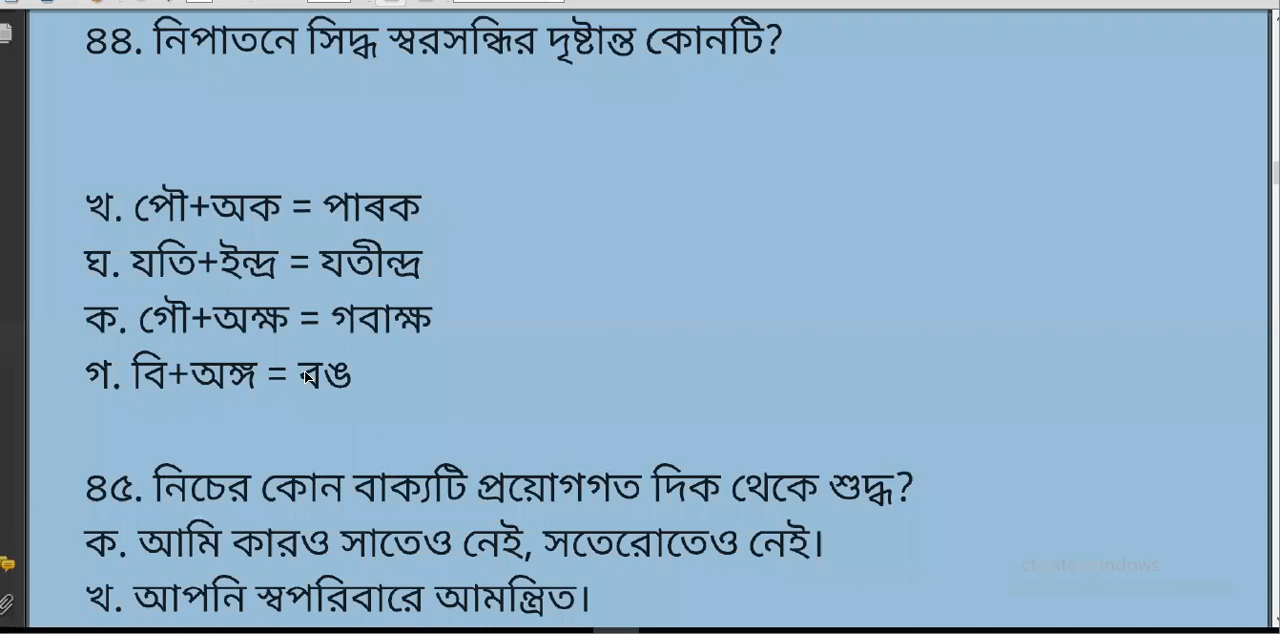 ৪৪. নিপাতনে সিদ্ধ স্বরসন্ধির দৃষ্টান্ত কোনটি?
খ. পৌ+অক = পাৰক
ঘ. যতি+ইন্দ্র = যতীন্দ্র
ক. গৌ+অক্ষ = গবাক্ষ
গ. বি+অঙ্গ =
৪৫. নিচের কোন বাক্যটি প্রয়োগগত দিক থেকে শুদ্ধ?
ক. আমি কারও সাতেও নেই, সতেরোতেও নেই।
খ. আপনি স্বপরিবারে আমন্ত্রিত।